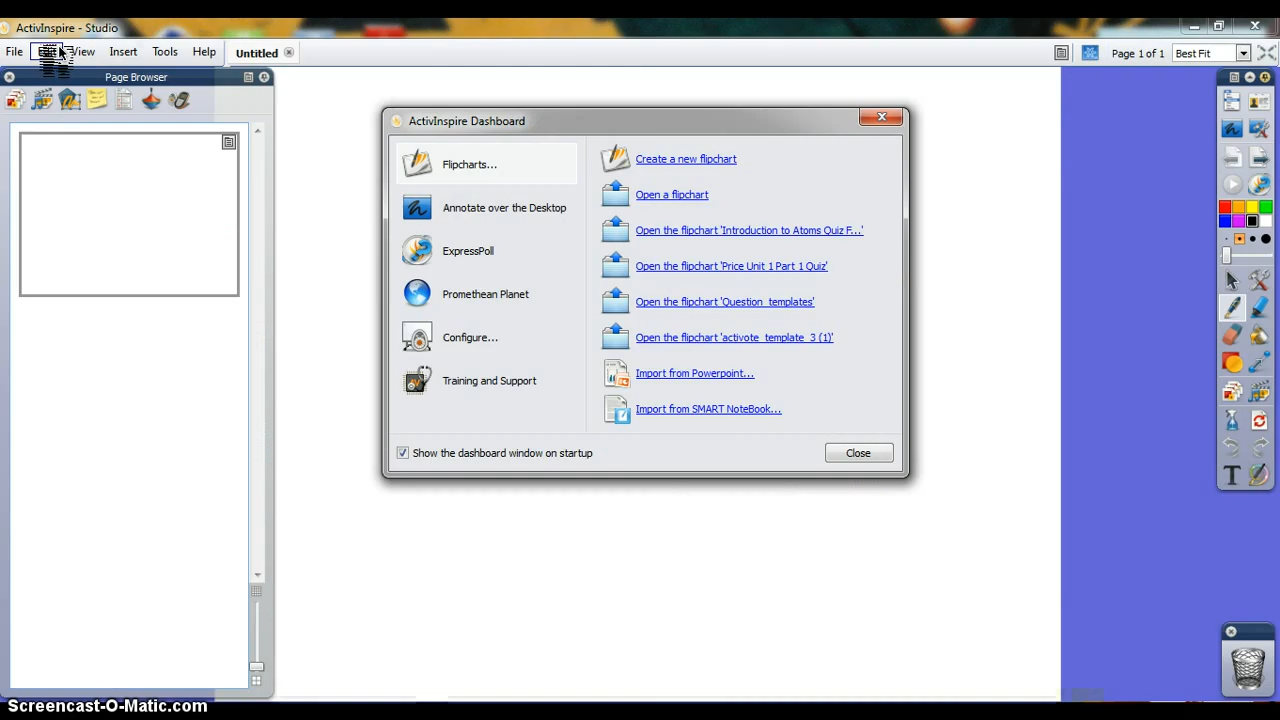 ActivInspire - Studio
File View Insert Tools Help Untitled Page 1 of 1 Best Fit
Page Browser
ActivInspire Dashboard
Flipcharts...
Annotate over the Desktop
ExpressPoll
Promethean Planet
Configure...
Training and Support
Create a new flipchart
Open a flipchart
Open the flipchart 'Introduction to Atoms Quiz F...'
Open the flipchart 'Price Unit 1 Part 1 Quiz'
Open the flipchart 'Question_templates'
Open the flipchart 'activote_template_3 (1)'
Import from Powerpoint...
Import from SMART NoteBook...
Show the dashboard window on startup
Close
Screencast-O-Matic.com